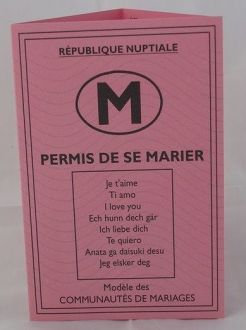 RÉPUBLIQUE NUPTIALE
M
PERMIS DE SE MARIER
Je t'aime
Ti amo
I love you
Ech hunn dech gär
Ich liebe dich
Te quiero
Anata ga daisuki desu
Jeg elsker deg
Modèle des
COMMUNAUTÉS DE MARIAGES